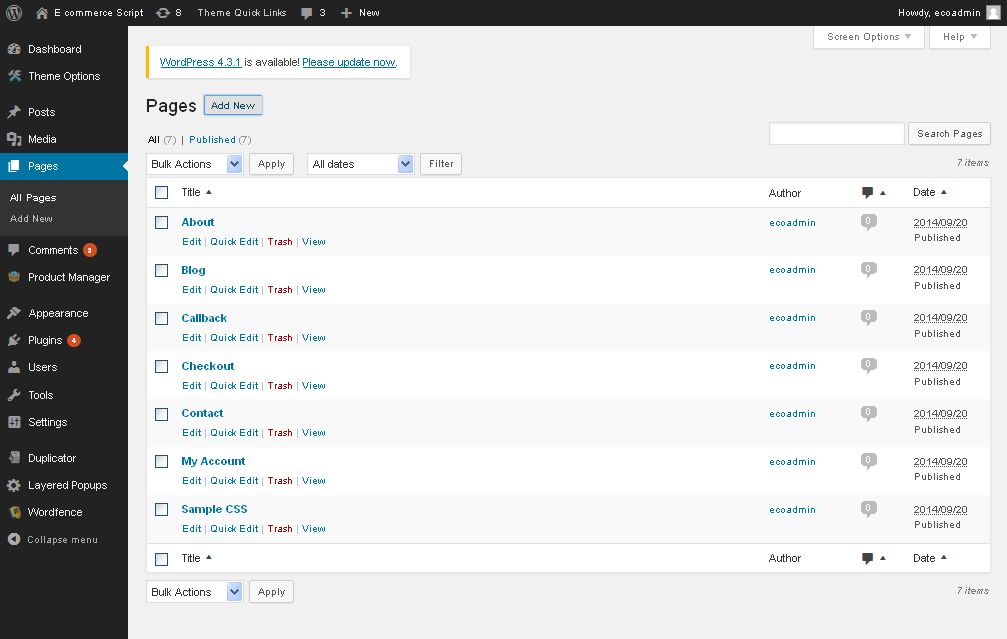 E commerce Script 8 Theme Quick Links 3 New Howdy, ecoadmin
Screen Options Help
Dashboard
Theme Options
Posts
Media
Pages
All Pages
Add New
Comments 3
Product Manager
Appearance
Plugins 4
Users
Tools
Settings
Duplicator
Layered Popups
Wordfence
Collapse menu
WordPress 4.3.1 is available! Please update now.
Pages Add New
All (7) | Published (7)
Search Pages
Bulk Actions Apply All dates Filter 7 items
Title Author Date
About ecoadmin 0 2014/09/20
Edit | Quick Edit | Trash | View Published
Blog ecoadmin 0 2014/09/20
Edit | Quick Edit | Trash | View Published
Callback ecoadmin 0 2014/09/20
Edit | Quick Edit | Trash | View Published
Checkout ecoadmin 0 2014/09/20
Edit | Quick Edit | Trash | View Published
Contact ecoadmin 0 2014/09/20
Edit | Quick Edit | Trash | View Published
My Account ecoadmin 0 2014/09/20
Edit | Quick Edit | Trash | View Published
Sample CSS ecoadmin 0 2014/09/20
Edit | Quick Edit | Trash | View Published
Title Author Date
Bulk Actions Apply 7 items